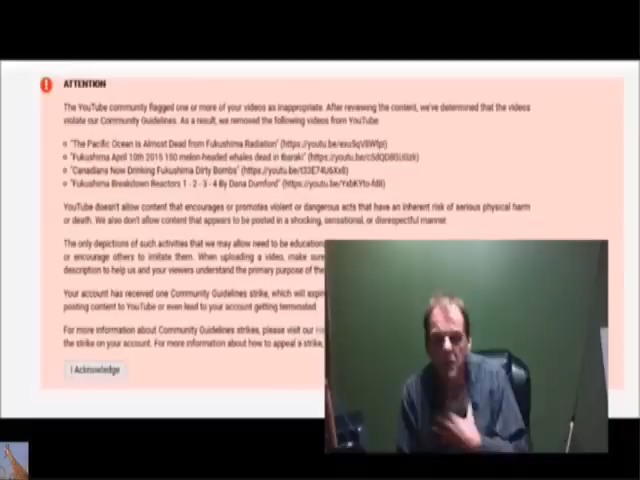 ATTENTION
The YouTube community flagged one or more of your videos as inappropriate. After reviewing the content, we've determined that the videos
violate our Community Guidelines. As a result, we removed the following videos from YouTube:
"The Pacific Ocean Is Almost Dead from Fukushima Radiation"
"Fukushima April 10th 2015 150 melon-headed whales dead in Ibaraki"
"Canadians Now Drinking Fukushima Dirty Bombs"
"Fukushima Breakdown Reactors 1 - 2 - 3 - 4 By Dana Durnford"
YouTube doesn't allow content that encourages or promotes violent or dangerous acts that have an inherent risk of serious physical harm
or death. We also don't allow content that appears to be posted in a shocking, sensational, or disrespectful manner.
The only depictions of such activities that we may allow need to be
or encourage others to imitate them. When uploading a video, make sure
description to help us and your viewers understand the primary purpose of the
Your account has received one Community Guidelines strike, which will
posting content to YouTube or even lead to your account getting terminated.
For more information about Community Guidelines strikes, please visit our
the strike on your account. For more information about how to appeal a strike,
I Acknowledge